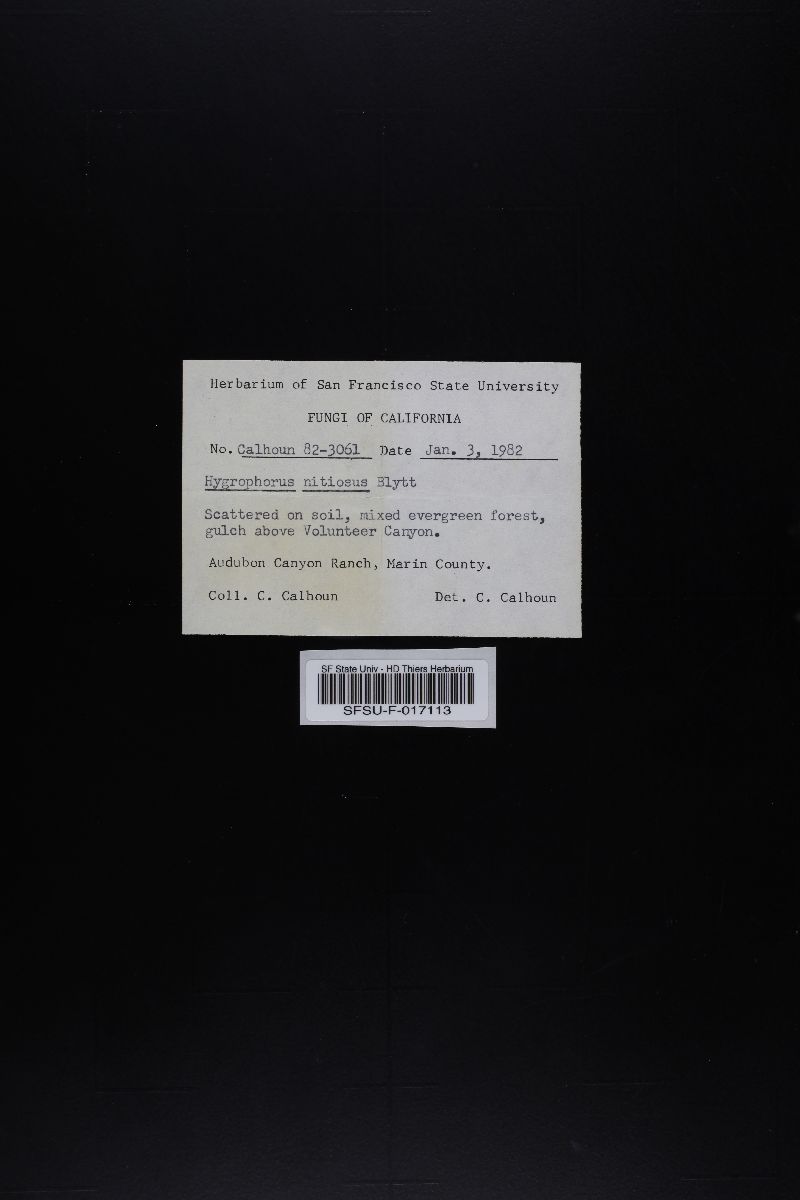 Herbarium of San Francisco State University
FUNGI OF CALIFORNIA
No. Calhoun 82-3061 Date Jan. 3, 1982
Hygrophorus nitiosus Blytt
Scattered on soil, mixed evergreen forest,
gulch above Volunteer Canyon.
Audubon Canyon Ranch, Marin County.
Coll. C. Calhoun Det. C. Calhoun
SF State Univ - HD Thiers Herbarium
SFSU-F-017113